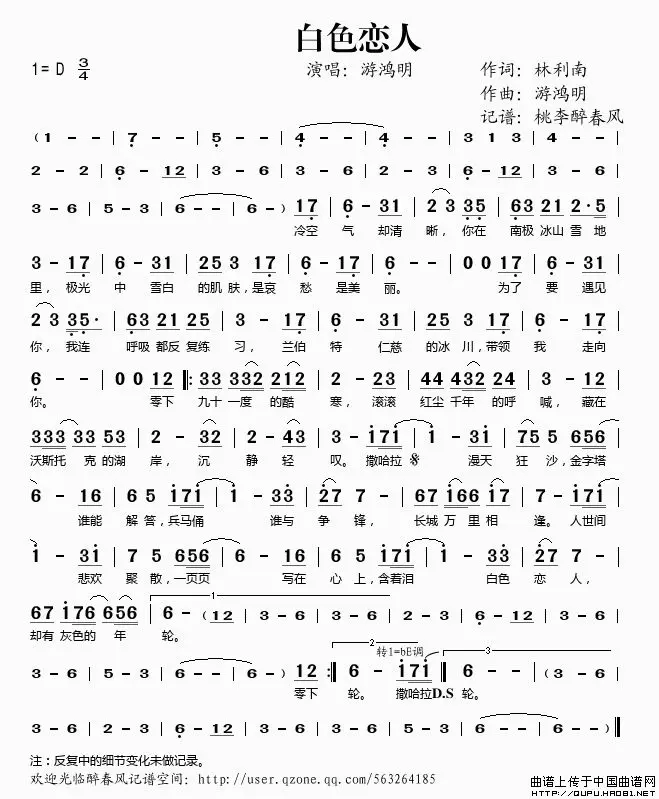 白色恋人
1= D 3/4
演唱：游鸿明
作词：林利南
作曲：游鸿明
记谱：桃李醉春风
( 1 - - | 7 - - | 5 - - | 4 - - | 4 - - | 3 1 3 | 4 - - |
2 - 2 | 6 - 12 | 3 - 6 | 3 - 6 | 2 - 2 | 6 - 12 | 3 - 6 |
3 - 6 | 5 - 3 | 6 - - | 6 - ) 17 | 6 - 31 | 2 3 35 | 63 21 2·5 |
冷空 气 却清 晰，你在 南极 冰山 雪 地
3 - 17 | 6 - 31 | 25 3 17 | 6 - 31 | 2 - - | 0 0 17 | 6 - 31 |
里，极光 中 雪白 的肌 肤，是哀 愁 是美 丽。 为了 要 遇见
2 3 35· | 63 21 25 | 3 - 17 | 6 - 31 | 25 3 17 | 6 - 31 |
你，我连 呼吸 都反 复练 习，兰伯 特 仁慈 的冰 川，带领 我 走向
6 - - | 0 0 12 ‖: 33 332 212 | 2 - 23 | 44 432 24 | 3 - 12 |
你。 零下 九十 一度 的酷 寒，滚滚 红尘 千年 的呼 喊，藏在
333 33 53 | 2 - 32 | 2 - 43 | 3 - 171 | 1 - 31 | 75 5 656 |
沃斯托 克 的湖 岸，沉 静 轻 叹。撒哈拉 𝄋 漫天 狂 沙，金字塔
6 - 16 | 6 5 171 | 1 - 33 | 27 7 - | 67 166 17 | 7 - 171 |
谁能 解 答，兵马俑 谁与 争 锋， 长城 万 里 相 逢。 人世间
1 - 31 | 7 5 656 | 6 - 16 | 6 5 171 | 1 - 33 | 27 7 - |
悲欢 聚 散，一页页 写在 心 上，含着泪 白色 恋 人，
67 176 656 | 6 - - | ( 12 | 3 - 6 | 3 - 6 | 2 - 2 | 6 - 12 | 3 - 6 |
1
却有 灰色的 年 轮。
2
转1=bE调
3
3 - 6 | 5 - 3 | 6 - - | 6 - ) 12 :‖ 6 - 171 ‖ 6 - - | (3 - 6 |
零下 轮。 撒哈拉D.S 轮。
3 - 6 | 2 - 2 | 6 - 12 | 3 - 6 | 3 - 6 | 5 - 3 | 6 - - | 6 - - )‖
注：反复中的细节变化未做记录。
欢迎光临醉春风记谱空间：http://user.qzone.qq.com/563264185
曲谱上传于中国曲谱网
http://QUPU.HAO81.NET